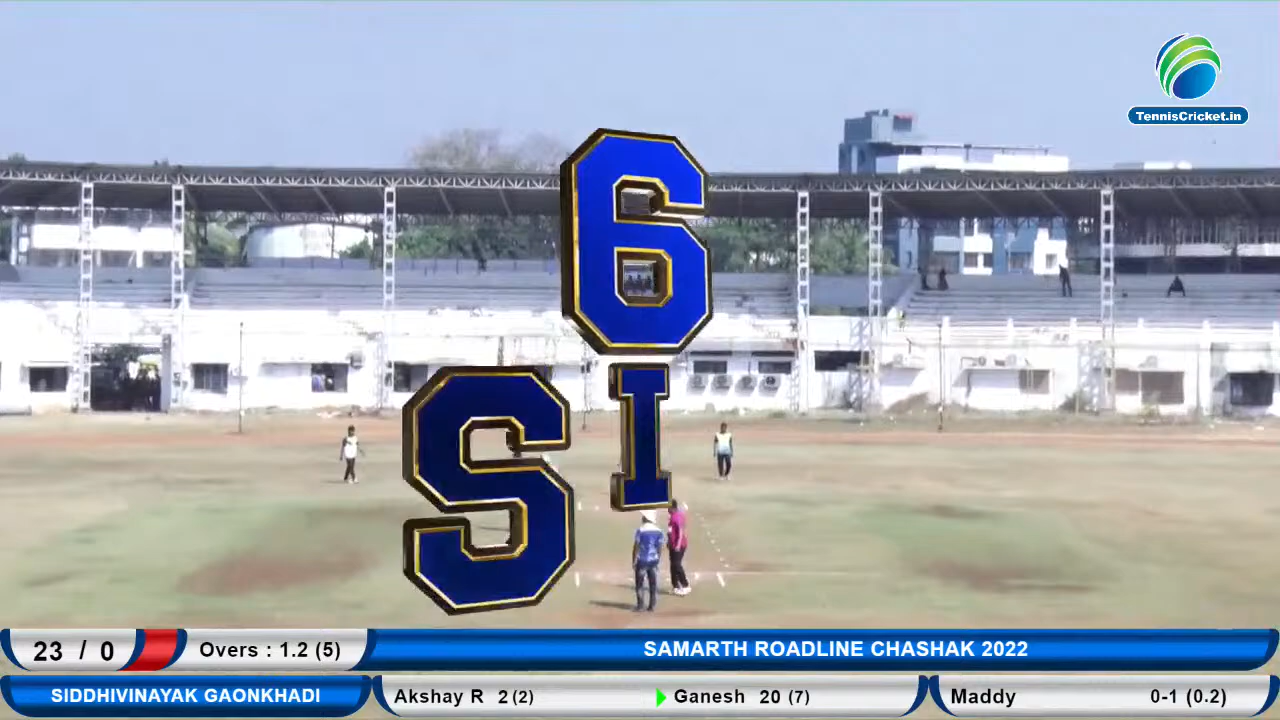 TennisCricket.in
6
SI
23 / 0
Overs : 1.2 (5)
SAMARTH ROADLINE CHASHAK 2022
SIDDHIVINAYAK GAONKHADI
Akshay R 2 (2)
Ganesh 20 (7)
Maddy 0-1 (0.2)